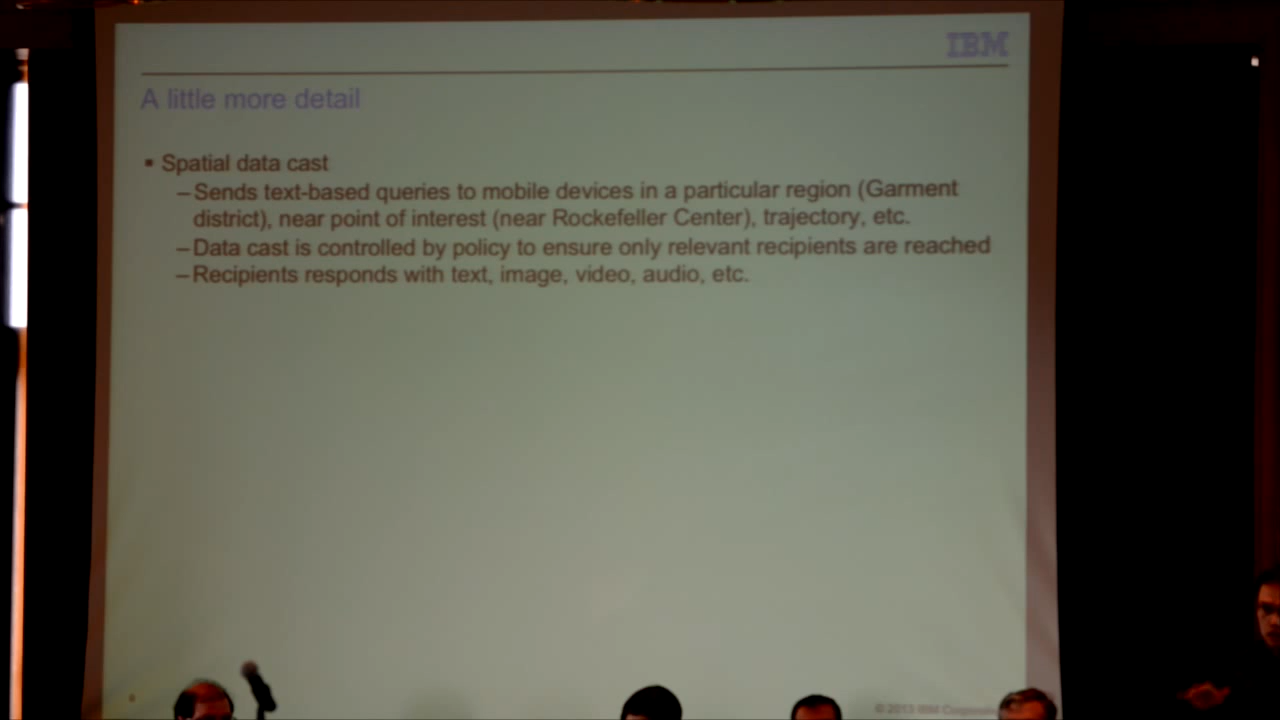 IBM
A little more detail
▪ Spatial data cast
–Sends text-based queries to mobile devices in a particular region (Garment
district), near point of interest (near Rockefeller Center), trajectory, etc.
–Data cast is controlled by policy to ensure only relevant recipients are reached
–Recipients responds with text, image, video, audio, etc.
© 2013 IBM